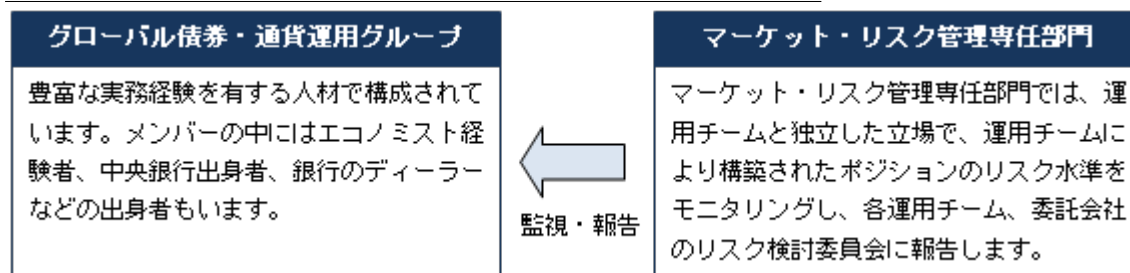 グローバル債券・通貨運用グループ
豊富な実務経験を有する人材で構成されて
います。メンバーの中にはエコノミスト経
験者、中央銀行出身者、銀行のディーラー
などの出身者もいます。
監視・報告
マーケット・リスク管理専任部門
マーケット・リスク管理専任部門では、運
用チームと独立した立場で、運用チームに
より構築されたポジションのリスク水準を
モニタリングし、各運用チーム、委託会社
のリスク検討委員会に報告します。